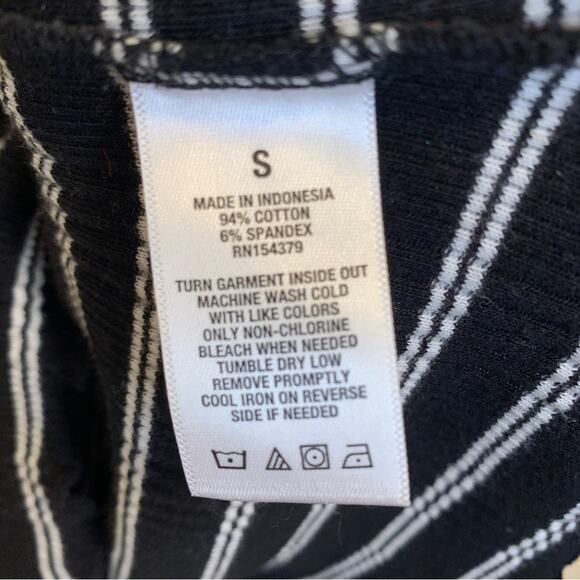 S
MADE IN INDONESIA
94% COTTON
6% SPANDEX
RN154379
TURN GARMENT INSIDE OUT
MACHINE WASH COLD
WITH LIKE COLORS
ONLY NON-CHLORINE
BLEACH WHEN NEEDED
TUMBLE DRY LOW
REMOVE PROMPTLY
COOL IRON ON REVERSE
SIDE IF NEEDED